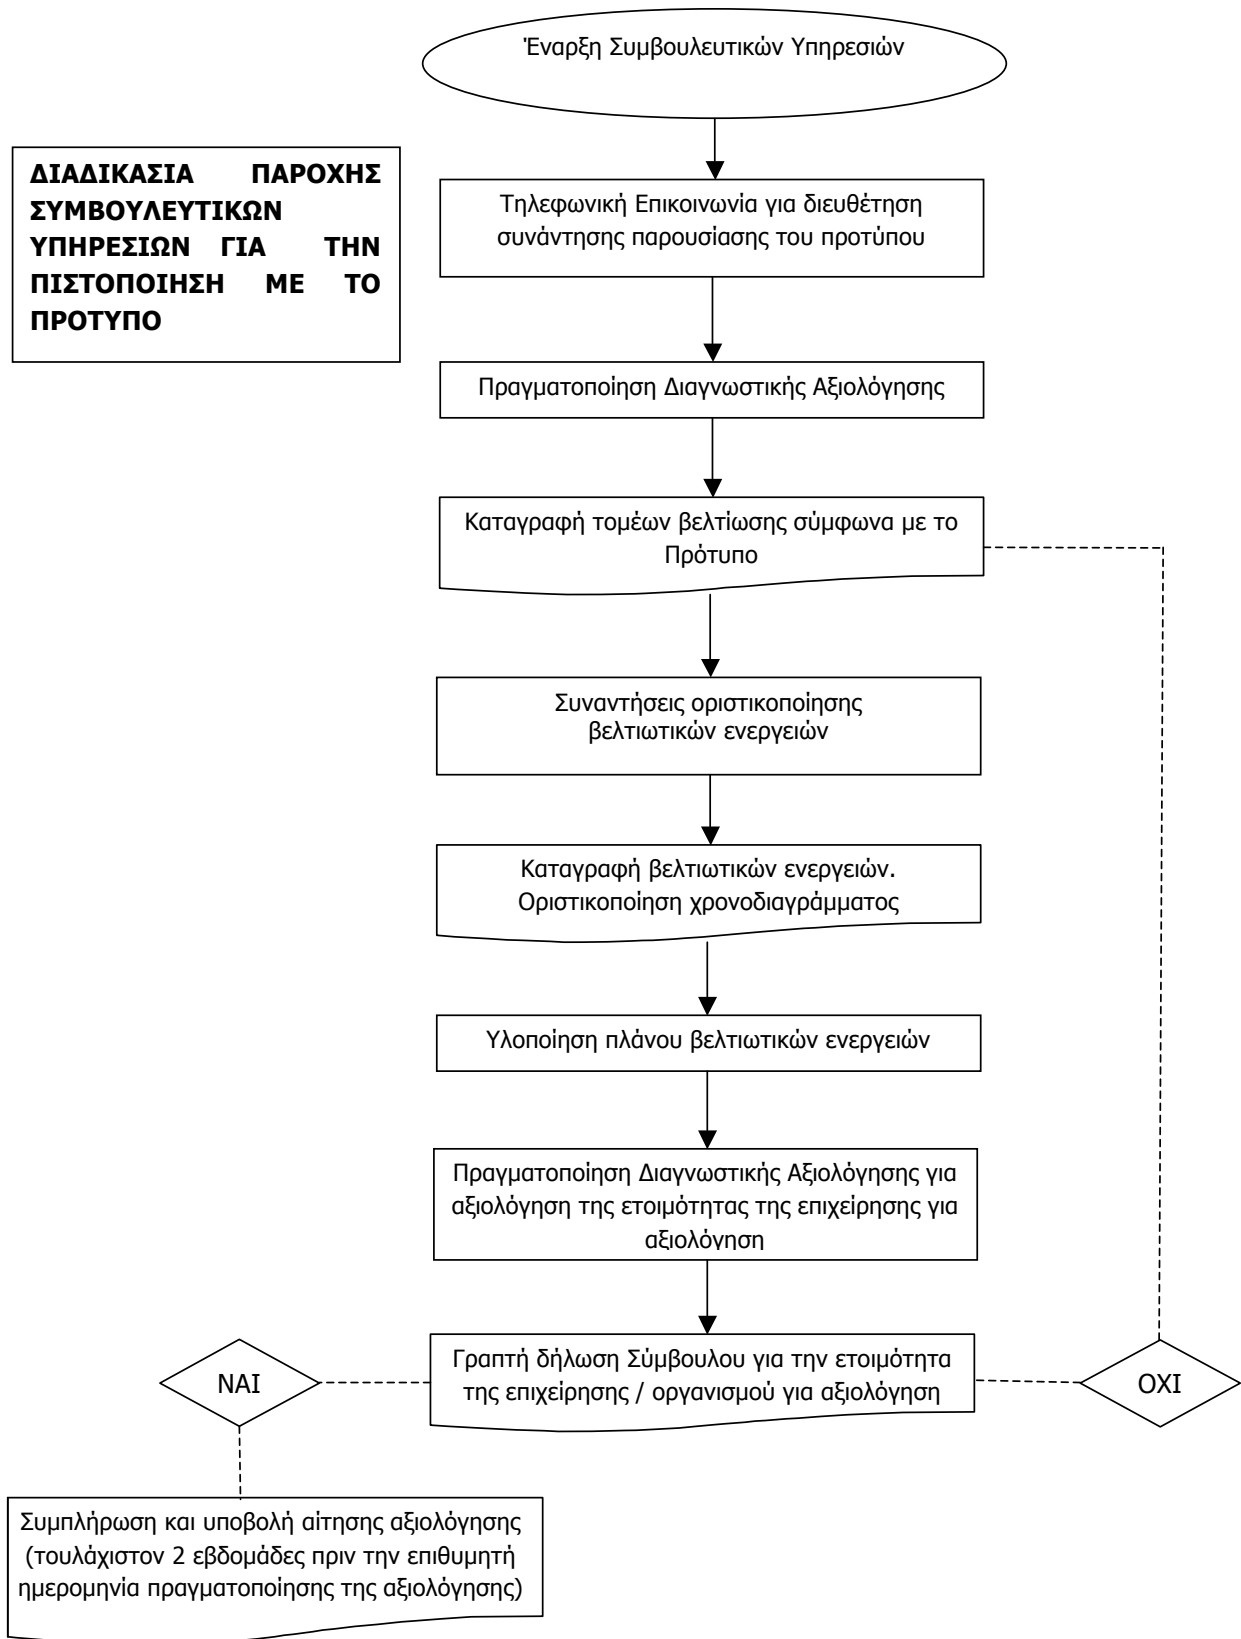 Έναρξη Συμβουλευτικών Υπηρεσιών
ΔΙΑΔΙΚΑΣΙΑ ΠΑΡΟΧΗΣ
ΣΥΜΒΟΥΛΕΥΤΙΚΩΝ
ΥΠΗΡΕΣΙΩΝ ΓΙΑ ΤΗΝ
ΠΙΣΤΟΠΟΙΗΣΗ ΜΕ ΤΟ
ΠΡΟΤΥΠΟ
Τηλεφωνική Επικοινωνία για διευθέτηση
συνάντησης παρουσίασης του προτύπου
Πραγματοποίηση Διαγνωστικής Αξιολόγησης
Καταγραφή τομέων βελτίωσης σύμφωνα με το
Πρότυπο
Συναντήσεις οριστικοποίησης
βελτιωτικών ενεργειών
Καταγραφή βελτιωτικών ενεργειών.
Οριστικοποίηση χρονοδιαγράμματος
Υλοποίηση πλάνου βελτιωτικών ενεργειών
Πραγματοποίηση Διαγνωστικής Αξιολόγησης για
αξιολόγηση της ετοιμότητας της επιχείρησης για
αξιολόγηση
Γραπτή δήλωση Σύμβουλου για την ετοιμότητα
της επιχείρησης / οργανισμού για αξιολόγηση
ΝΑΙ
ΟΧΙ
Συμπλήρωση και υποβολή αίτησης αξιολόγησης
(τουλάχιστον 2 εβδομάδες πριν την επιθυμητή
ημερομηνία πραγματοποίησης της αξιολόγησης)